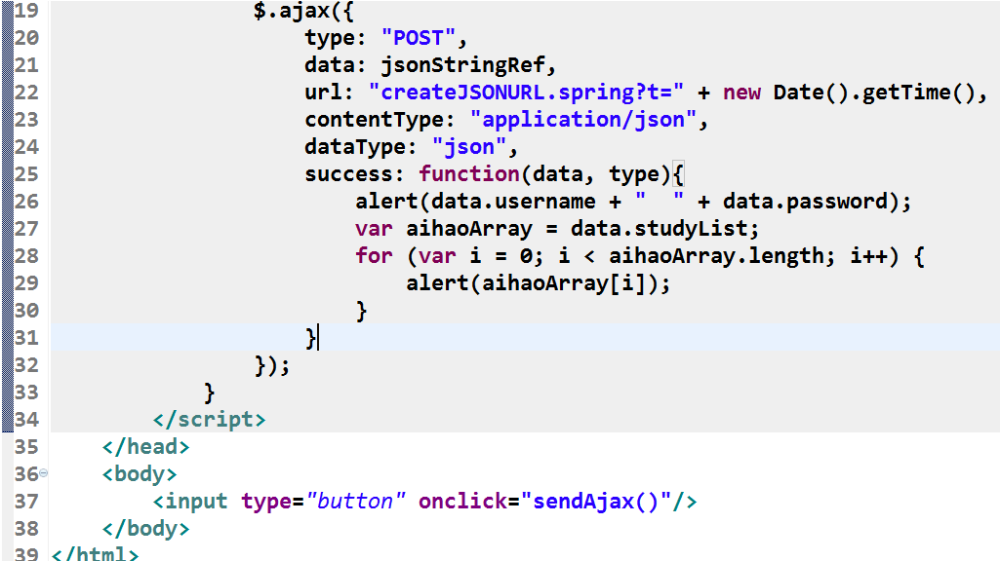 19                $.ajax({
20                    type: "POST",
21                    data: jsonStringRef,
22                    url: "createJSONURL.spring?t=" + new Date().getTime(),
23                    contentType: "application/json",
24                    dataType: "json",
25                    success: function(data, type){
26                        alert(data.username + "  " + data.password);
27                        var aihaoArray = data.studyList;
28                        for (var i = 0; i < aihaoArray.length; i++) {
29                            alert(aihaoArray[i]);
30                        }
31                    }
32                });
33            }
34        </script>
35    </head>
36    <body>
37        <input type="button" onclick="sendAjax()"/>
38    </body>
39 </html>